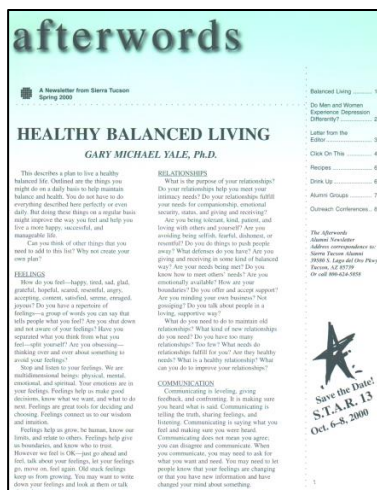 afterwords
A Newsletter from Sierra Tucson
Spring 2000
HEALTHY BALANCED LIVING
GARY MICHAEL YALE, Ph.D.
This describes a plan to live a healthy
balanced life. Outlined are the things you
might do on a daily basis to help maintain
balance and health. You do not have to do
everything described here perfectly or even
daily. But doing these things on a regular basis
might improve the way you feel and help you
live a more happy, successful, and
manageable life.
Can you think of other things that you
need to add to this list? Why not create your
own plan?
FEELINGS
How do you feel—happy, tired, sad, glad,
grateful, hopeful, scared, resentful, angry,
accepting, content, satisfied, serene, enraged,
joyous? Do you have a repertoire of
feelings—a group of words you can say that
tells people what you feel? Are you shut down
and not aware of your feelings? Have you
separated what you think from what you
feel—split yourself? Are you obsessing—
thinking over and over about something to
avoid your feelings?
Stop and listen to your feelings. We are
multidimensional beings: physical, mental,
emotional, and spiritual. Your emotions are in
your feelings. Feelings help us make good
decisions, know what we want, and what to do
next. Feelings are great tools for deciding and
choosing. Feelings connect us to our wisdom
and intuition.
Feelings help us grow, be human, know our
limits, and relate to others. Feelings help give
us boundaries, and know who to trust.
However we feel is OK—just go ahead and
feel, talk about your feelings, let your feelings
go, move on, feel again. Old stuck feelings
keep us from growing. You may want to write
down your feelings and look at them or talk
RELATIONSHIPS
What is the purpose of your relationships?
Do your relationships help you meet your
intimacy needs? Do your relationships fulfill
your needs for companionship, emotional
security, status, and giving and receiving?
Are you being tolerant, kind, patient, and
loving with others and yourself? Are you
avoiding being selfish, fearful, dishonest, or
resentful? Do you do things to push people
away? What defenses do you have? Are you
giving and receiving in some kind of balanced
way? Are your needs being met? Do you
know how to meet others' needs? Are you
emotionally available? How are your
boundaries? Do you offer and accept support?
Are you minding your own business? Not
gossiping? Do you talk about people in a
loving, supportive way?
What do you need to do to maintain old
relationships? What kind of new relationships
do you need? Do you have too many
relationships? Too few? What needs do
relationships fulfill for you? Are they healthy
needs? What is a healthy relationship? What
can you do to improve your relationships?
COMMUNICATION
Communicating is leveling, giving
feedback, and confronting. It is making sure
you heard what is said. Communicating is
telling the truth, sharing feelings, and
listening. Communicating is saying what you
feel and making sure you were heard.
Communicating does not mean you agree;
you can disagree and communicate. When
you communicate, you may need to ask for
what you want and need. You may need to let
people know that your feelings are changing
or that you have new information and have
changed your mind about something.
Balanced Living ........ 1
Do Men and Women
Experience Depression
Differently? ........ 2
Letter from the
Editor ........ 3
Click On This ........ 4
Recipes ........ 6
Drink Up ........ 6
Alumni Groups ........ 7
Outreach Conferences .. 8
The Afterwords
Alumni Newsletter
Address correspondence to:
Sierra Tucson Alumni
39580 S. Lago del Oro Pkwy
Tucson, AZ 85739
Or call 800-624-5858
Save the Date!
S.T.A.R. 13
Oct. 6–8, 2000
1